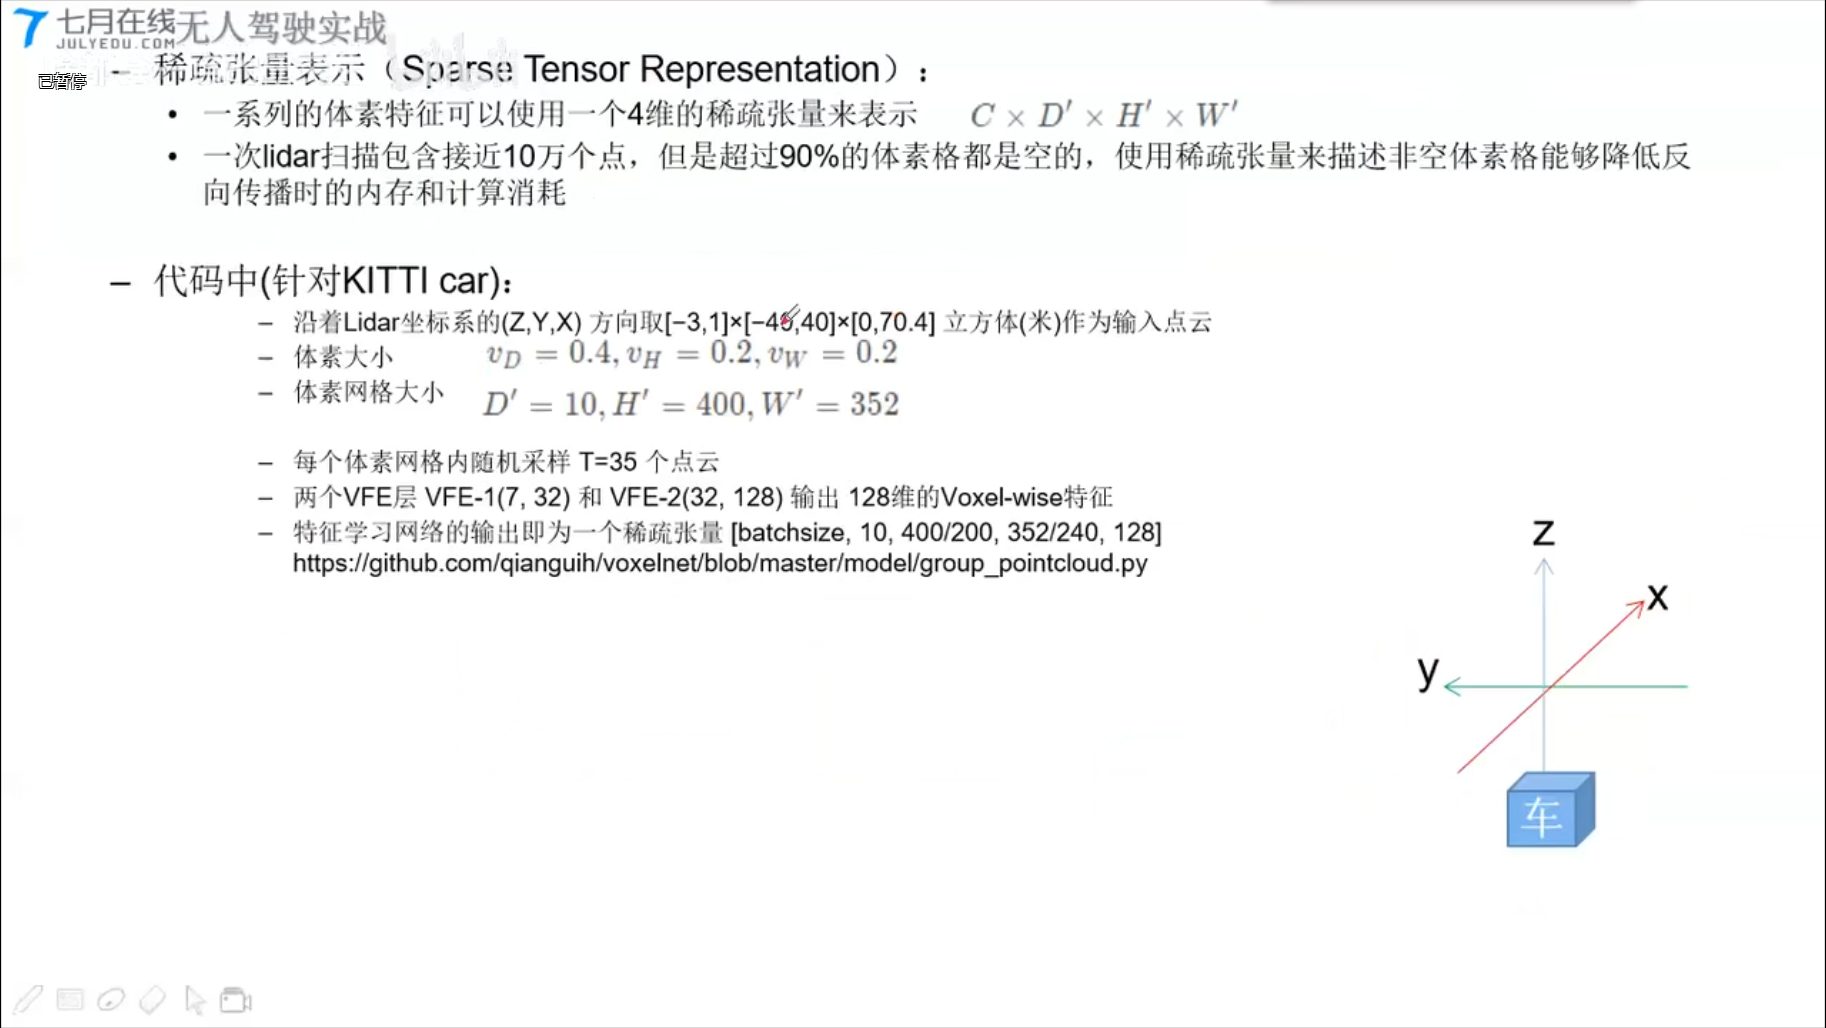 七月在线
JULYEDU.COM
无人驾驶实战
已暂停
– 稀疏张量表示（Sparse Tensor Representation）：
• 一系列的体素特征可以使用一个4维的稀疏张量来表示 C × D′ × H′ × W′
• 一次lidar扫描包含接近10万个点，但是超过90%的体素格都是空的，使用稀疏张量来描述非空体素格能够降低反
向传播时的内存和计算消耗
– 代码中(针对KITTI car)：
– 沿着Lidar坐标系的(Z,Y,X) 方向取[−3,1]×[−40,40]×[0,70.4] 立方体(米)作为输入点云
– 体素大小 v_D = 0.4, v_H = 0.2, v_W = 0.2
– 体素网格大小 D′ = 10, H′ = 400, W′ = 352
– 每个体素网格内随机采样 T=35 个点云
– 两个VFE层 VFE-1(7, 32) 和 VFE-2(32, 128) 输出 128维的Voxel-wise特征
– 特征学习网络的输出即为一个稀疏张量 [batchsize, 10, 400/200, 352/240, 128]
https://github.com/qianguih/voxelnet/blob/master/model/group_pointcloud.py
z
x
y
车